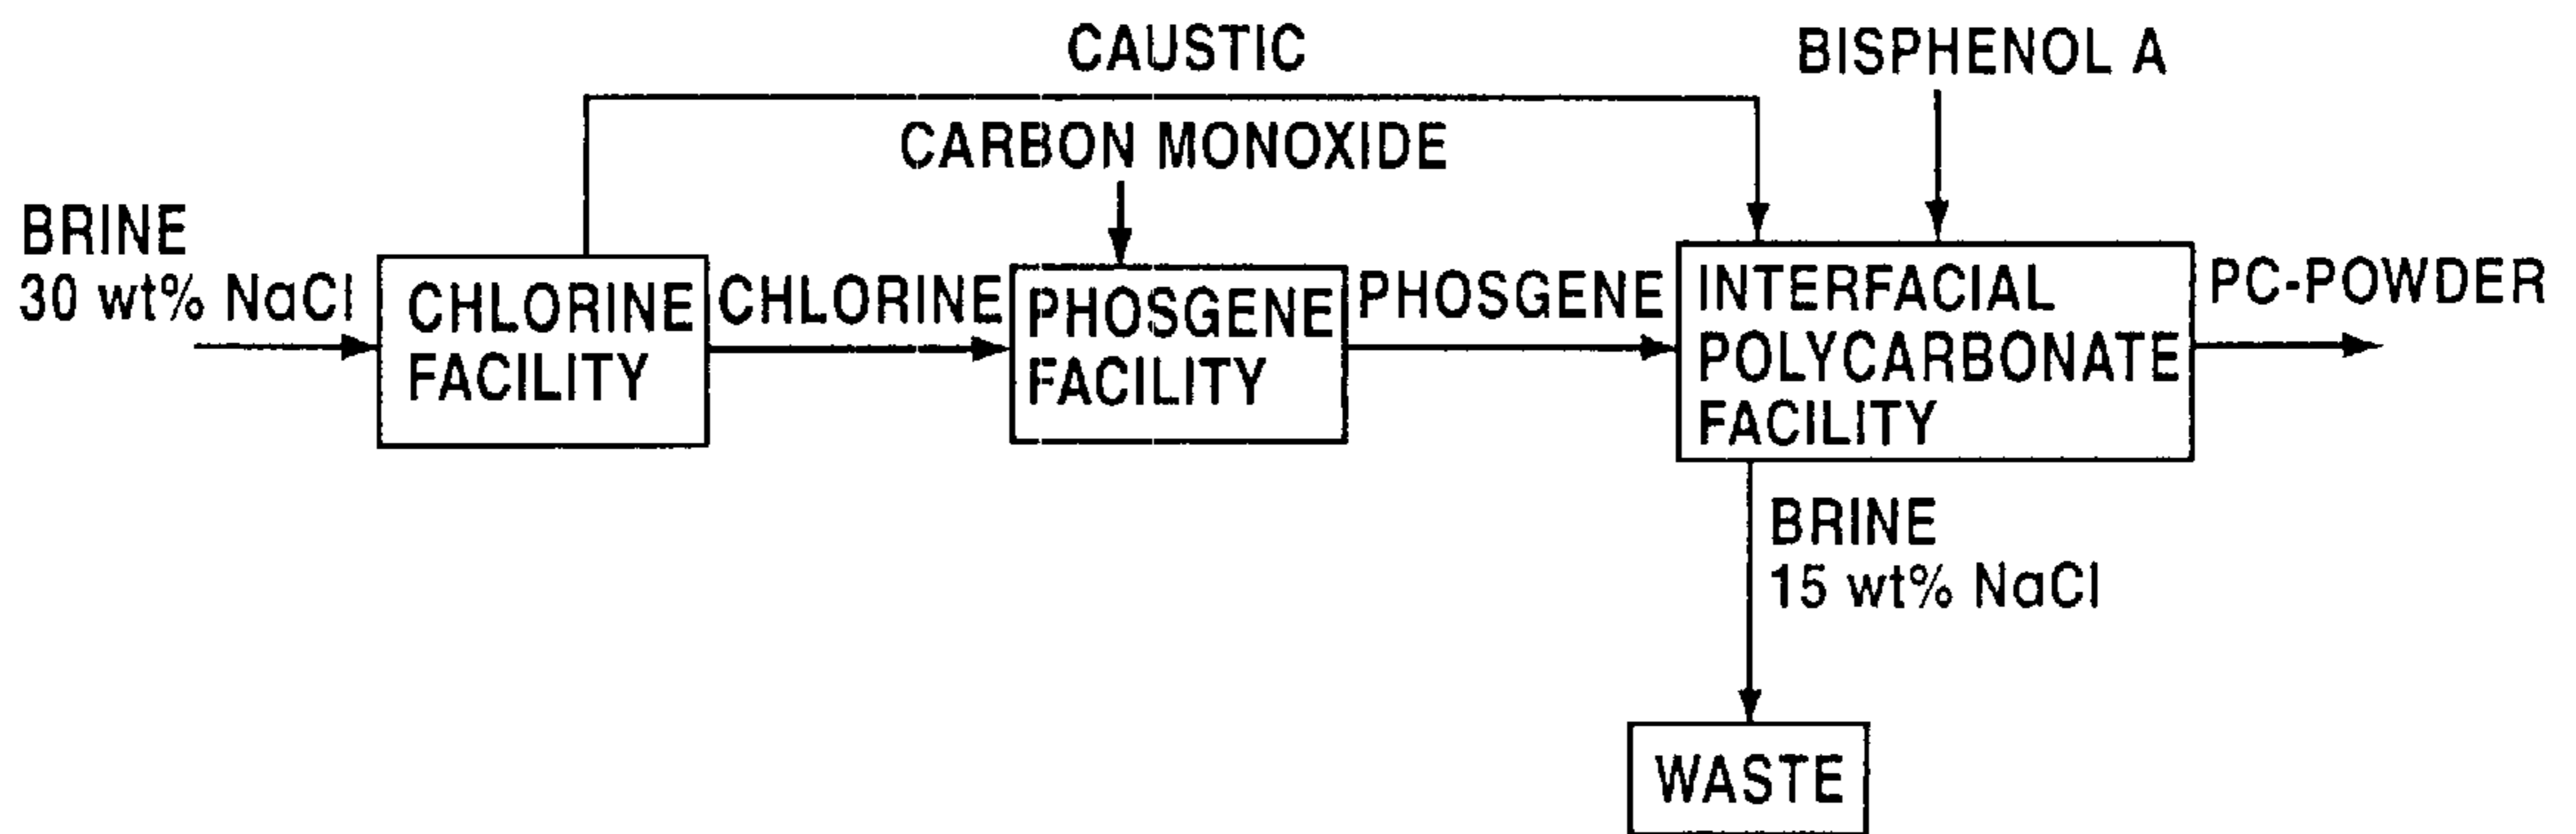 CAUSTIC
BISPHENOL A
CARBON MONOXIDE
BRINE
30 wt% NaCl
CHLORINE
FACILITY
CHLORINE
PHOSGENE
FACILITY
PHOSGENE
INTERFACIAL
POLYCARBONATE
FACILITY
PC-POWDER
BRINE
15 wt% NaCl
WASTE